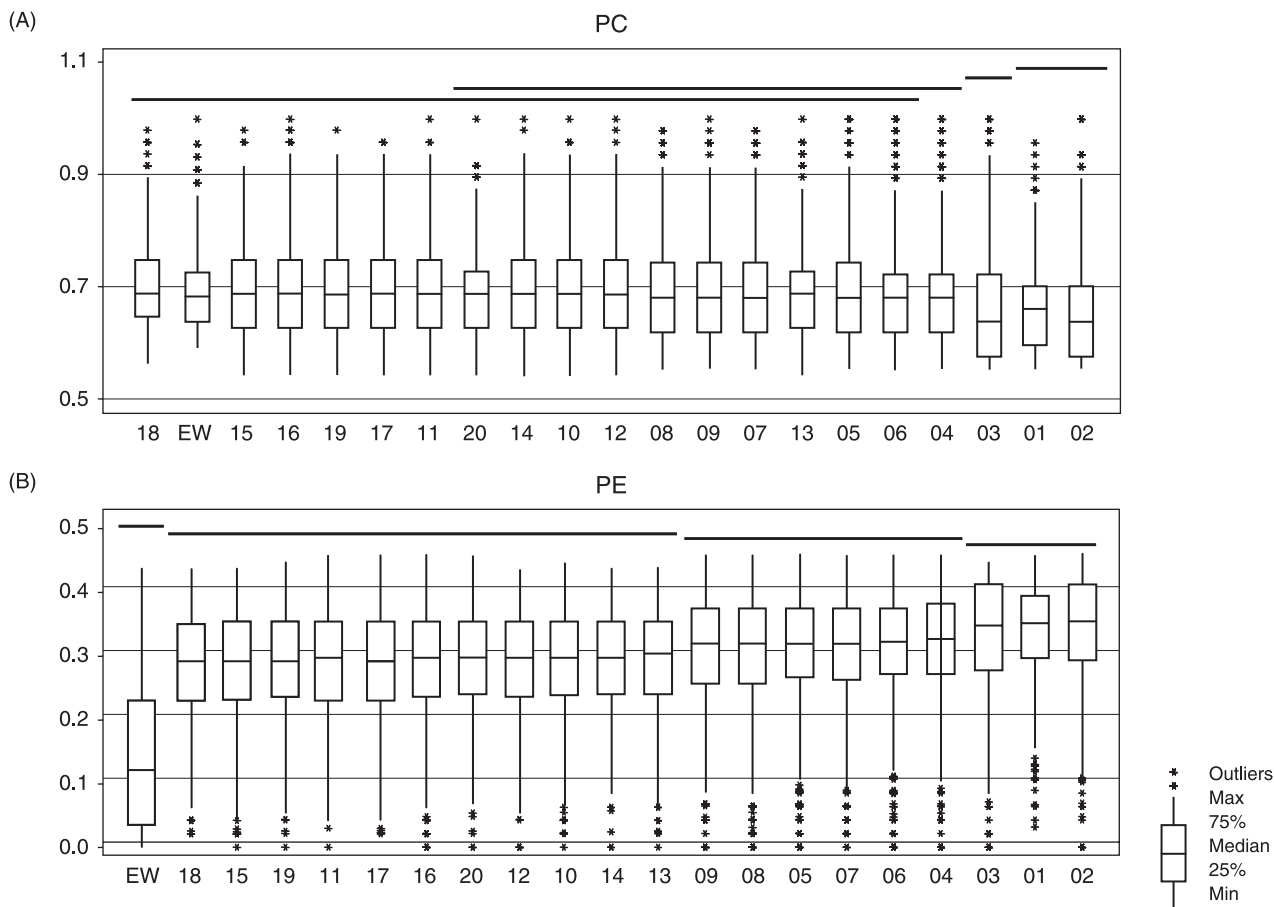 (A)
PC
1.1
0.9
0.7
0.5
18 EW 15 16 19 17 11 20 14 10 12 08 09 07 13 05 06 04 03 01 02
(B)
PE
0.5
0.4
0.3
0.2
0.1
0.0
EW 18 15 19 11 17 16 20 12 10 14 13 09 08 05 07 06 04 03 01 02
Outliers
Max
75%
Median
25%
Min